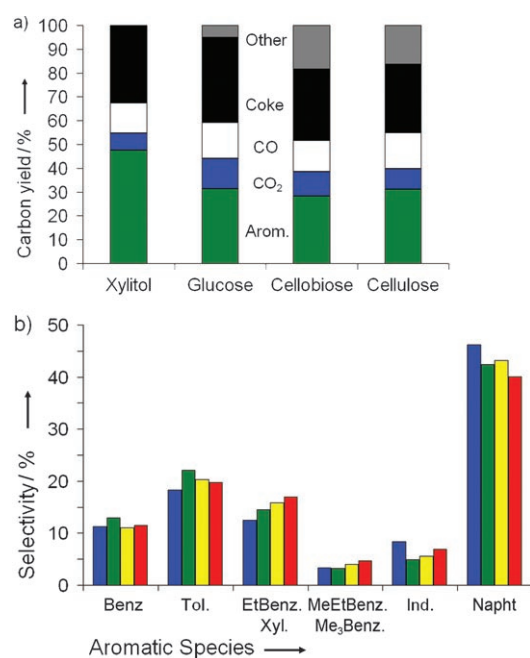 a)
100
90
80
70
60
50
40
30
20
10
0
Carbon yield / % ⟶
Other
Coke
CO
CO₂
Arom.
Xylitol Glucose Cellobiose Cellulose
b)
50
40
30
20
10
0
Selectivity / % ⟶
Benz Tol. EtBenz. MeEtBenz. Ind. Napht
Xyl. Me₃Benz.
Aromatic Species ⟶